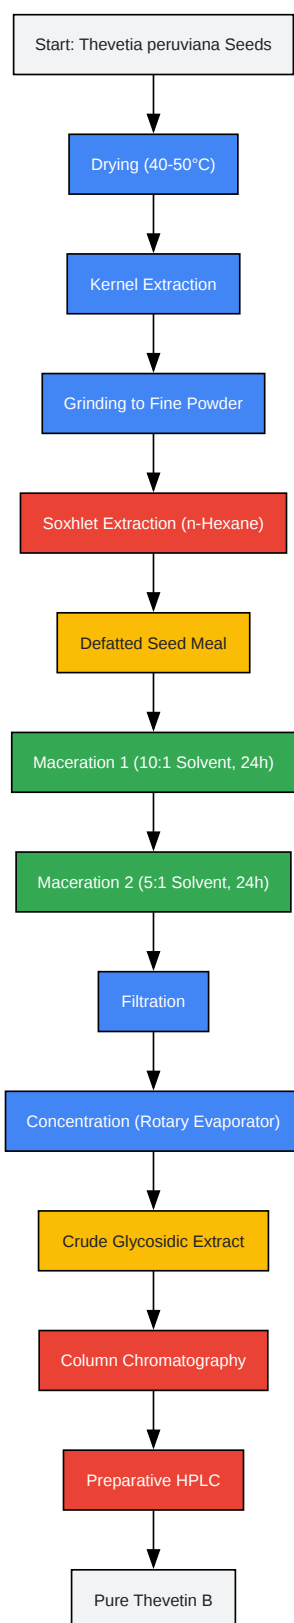 Start: Thevetia peruviana Seeds
Drying (40-50°C)
Kernel Extraction
Grinding to Fine Powder
Soxhlet Extraction (n-Hexane)
Defatted Seed Meal
Maceration 1 (10:1 Solvent, 24h)
Maceration 2 (5:1 Solvent, 24h)
Filtration
Concentration (Rotary Evaporator)
Crude Glycosidic Extract
Column Chromatography
Preparative HPLC
Pure Thevetin B